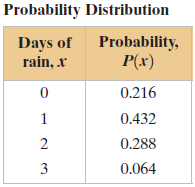 Probability Distribution
Days of rain, x Probability, P(x)
0 0.216
1 0.432
2 0.288
3 0.064